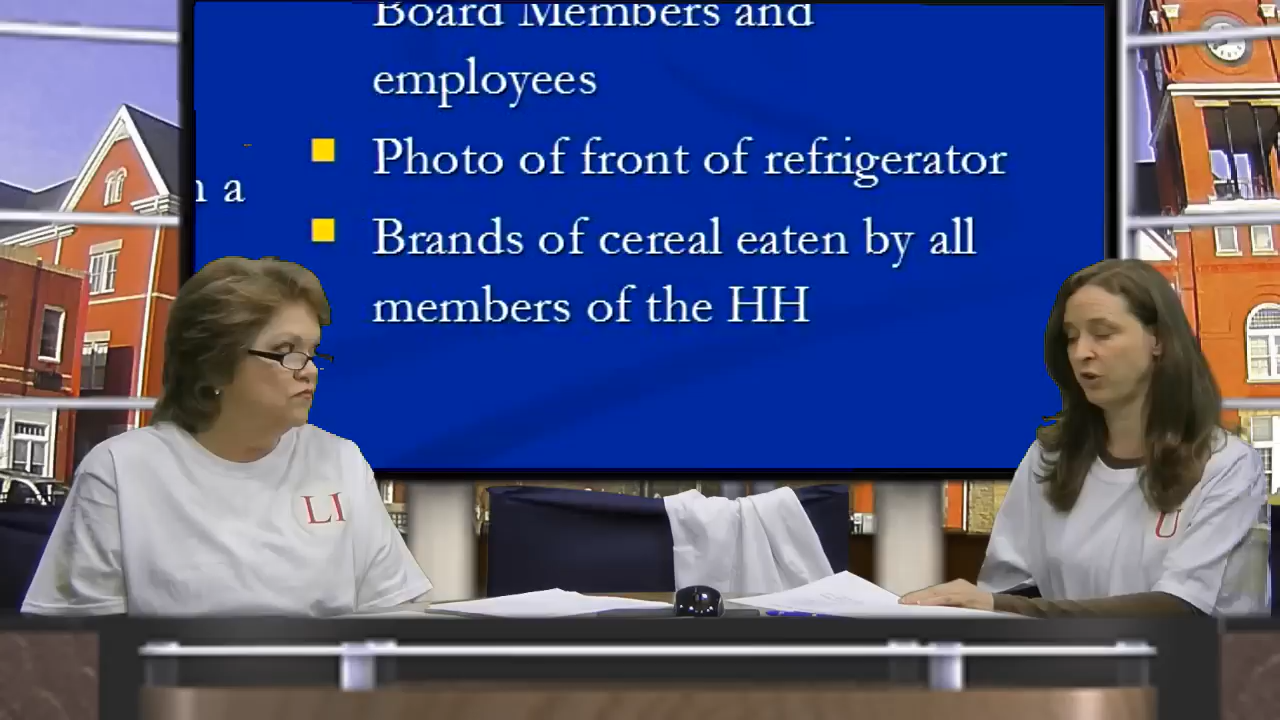 Board Members and
employees
Photo of front of refrigerator
a
Brands of cereal eaten by all
members of the HH
LI
U